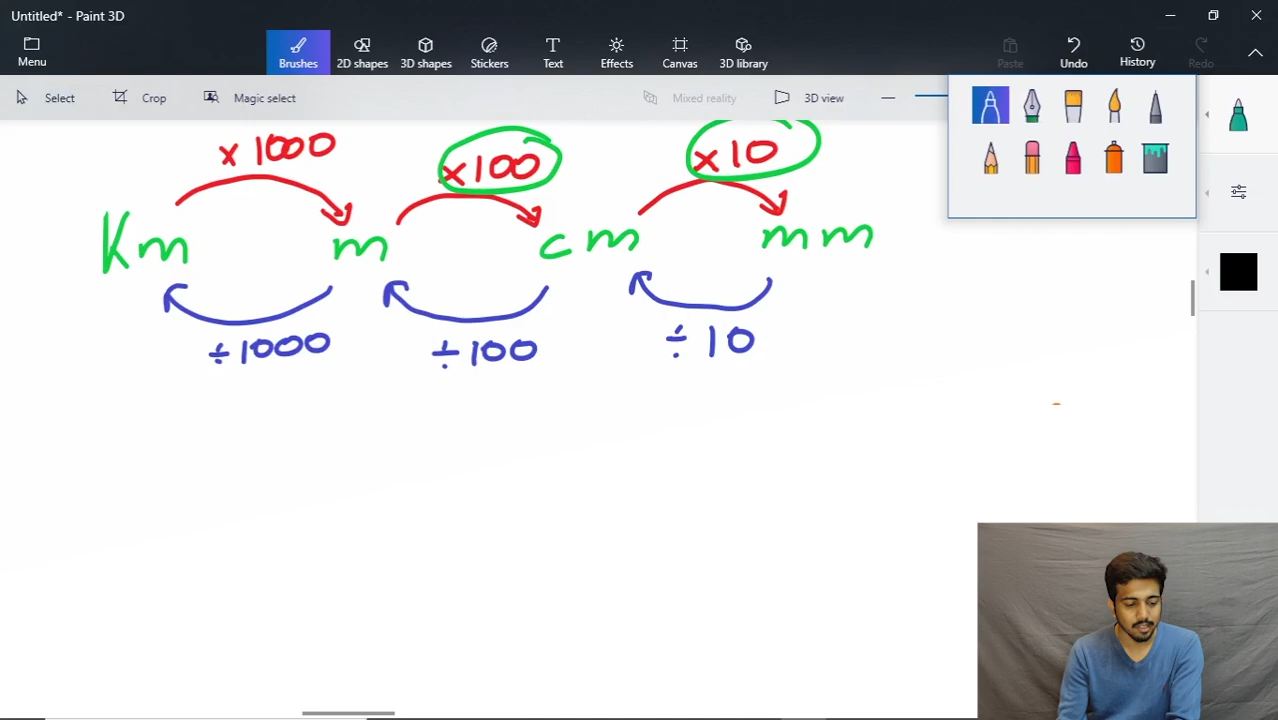 Untitled* - Paint 3D
Menu
Brushes
2D shapes
3D shapes
Stickers
Text
Effects
Canvas
3D library
Paste
Undo
History
Redo
Select
Crop
Magic select
Mixed reality
3D view
x 1000
x100
x 10
Km
m
cm
mm
÷1000
÷100
÷ 10